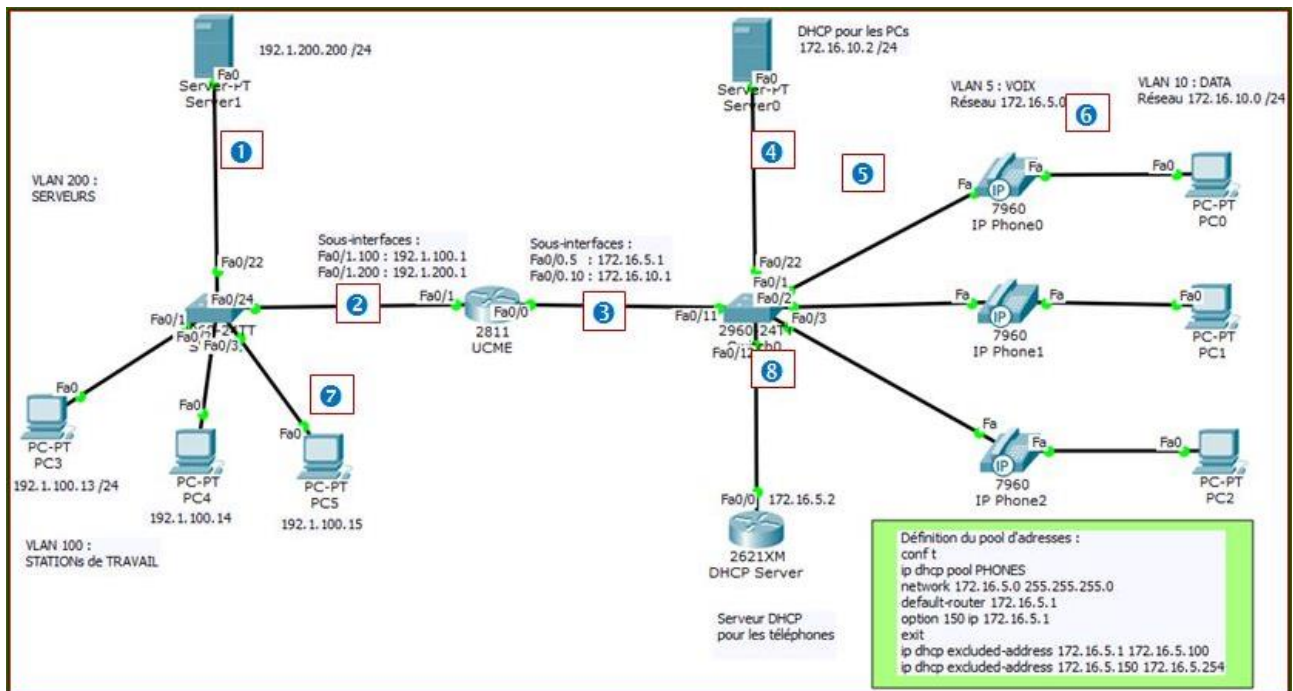 192.1.200.200 /24
Fa0
Server-PT
Server1
1
VLAN 200 :
SERVEURS
DHCP pour les PCs
172.16.10.2 /24
Fa0
Server-PT
Server0
4
5
VLAN 5 : VOIX
Réseau 172.16.5.0
6
VLAN 10 : DATA
Réseau 172.16.10.0 /24
Fa
Fa
Fa0
7960
IP
IP Phone0
PC-PT
PC0
Sous-interfaces :
Fa0/1.100 : 192.1.100.1
Fa0/1.200 : 192.1.200.1
Sous-interfaces :
Fa0/0.5 : 172.16.5.1
Fa0/0.10 : 172.16.10.1
Fa0/22
Fa0/24
2
Fa0/1
Fa0/0
2811
UCME
3
Fa0/11
Fa0/22
Fa0/1
Fa0/2
Fa0/3
Fa0/12
8
Fa
Fa
Fa0
7960
IP
IP Phone1
PC-PT
PC1
Fa0/1
Fa0/3
7
Fa0
PC-PT
PC3
192.1.100.13 /24
Fa0
PC-PT
PC4
192.1.100.14
Fa0
PC-PT
PC5
192.1.100.15
VLAN 100 :
STATIONs de TRAVAIL
Fa
Fa
Fa0
IP
7960
IP Phone2
PC-PT
PC2
Fa0/0
172.16.5.2
2621XM
DHCP Server
Serveur DHCP
pour les téléphones
Définition du pool d'adresses :
conf t
ip dhcp pool PHONES
network 172.16.5.0 255.255.255.0
default-router 172.16.5.1
option 150 ip 172.16.5.1
exit
ip dhcp excluded-address 172.16.5.1 172.16.5.100
ip dhcp excluded-address 172.16.5.150 172.16.5.254